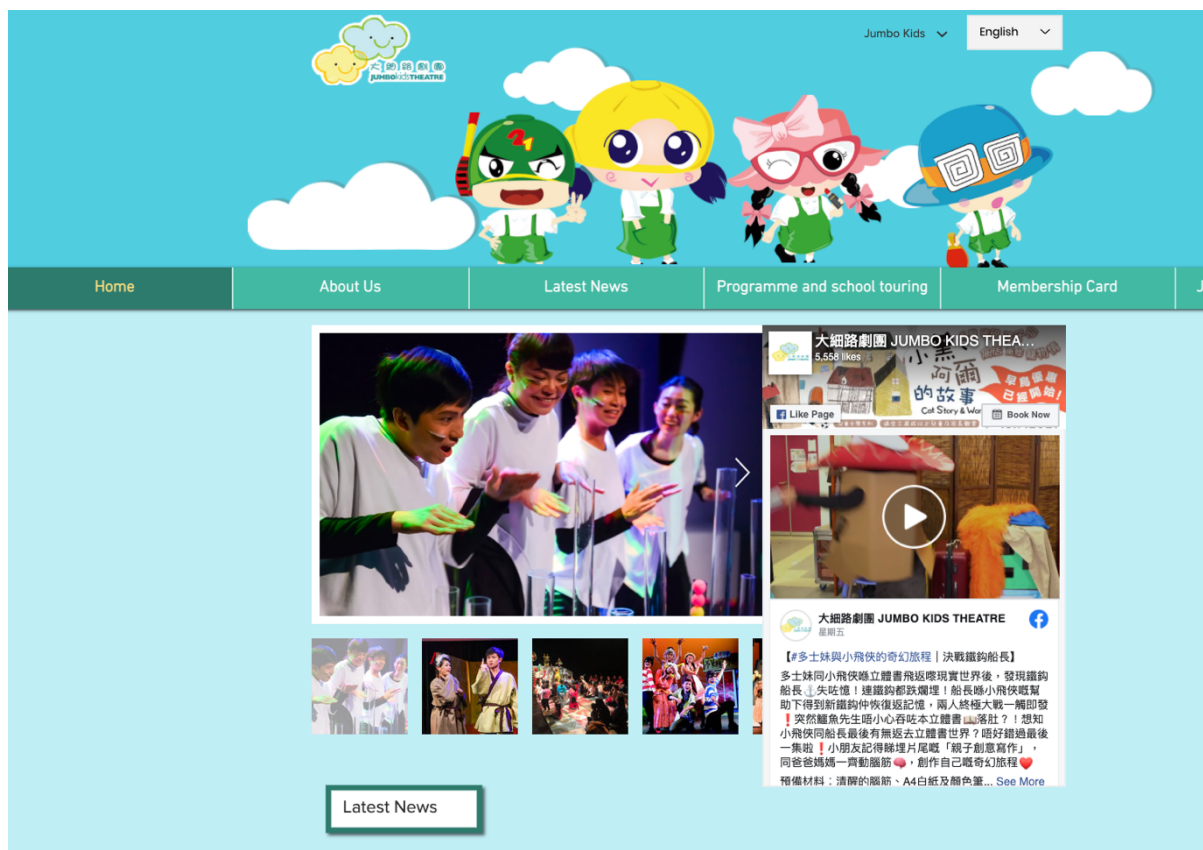 大細路劇團
JUMBOKIDSTHEATRE
Jumbo Kids
English
21
Home
About Us
Latest News
Programme and school touring
Membership Card
J
大細路劇團 JUMBO KIDS THEA...
5,558 likes
小黑
阿爾
的故事
Cat Story & Wa
早鳥優惠
已經開始!
Like Page
Book Now
大細路劇團 JUMBO KIDS THEATRE
星期五
【#多士妹與小飛俠的奇幻旅程 | 決戰鐵鈎船長】
多士妹同小飛俠喺立體書飛返嚟現實世界後,發現鐵鈎
船長⚓失咗憶!連鐵鈎都跌爛埋!船長喺小飛俠嘅幫
助下得到新鐵鈎仲恢復返記憶,兩人終極大戰一觸即發
❗突然鱷魚先生唔小心吞咗本立體書📖落肚?!想知
小飛俠同船長最後有無返去立體書世界?唔好錯過最後
一集啦❗小朋友記得睇埋片尾嘅「親子創意寫作」,
同爸爸媽媽一齊動腦筋🧠,創作自己嘅奇幻旅程❤️
預備材料:清醒的腦筋、A4白紙及顏色筆... See More
Latest News